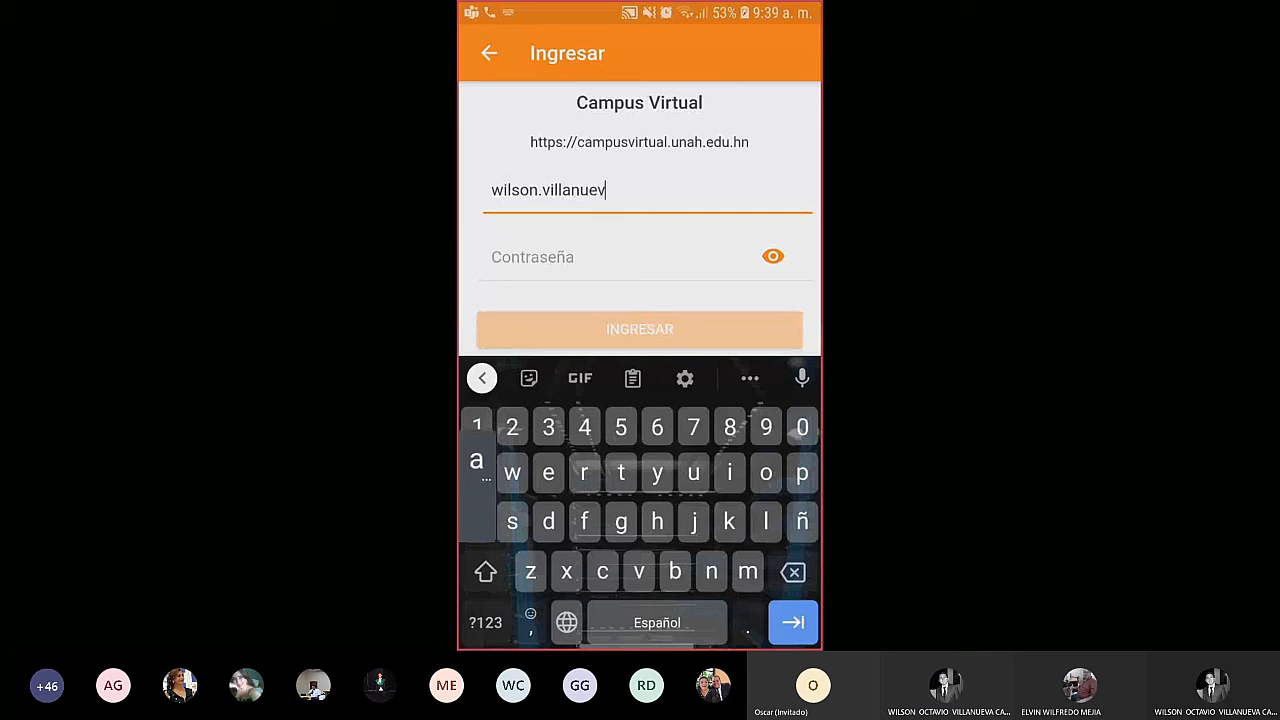 53% 9:39 a. m.
Ingresar
Campus Virtual
https://campusvirtual.unah.edu.hn
wilson.villanuev
Contraseña
INGRESAR
GIF
1 2 3 4 5 6 7 8 9 0
a w e r t y u i o p
...
s d f g h j k l ñ
z x c v b n m
?123 , Español .
+46 AG ME WC GG RD O
Oscar (Invitado) WILSON OCTAVIO VILLANUEVA CA... ELVIN WILFREDO MEJIA WILSON OCTAVIO VILLANUEVA CA...